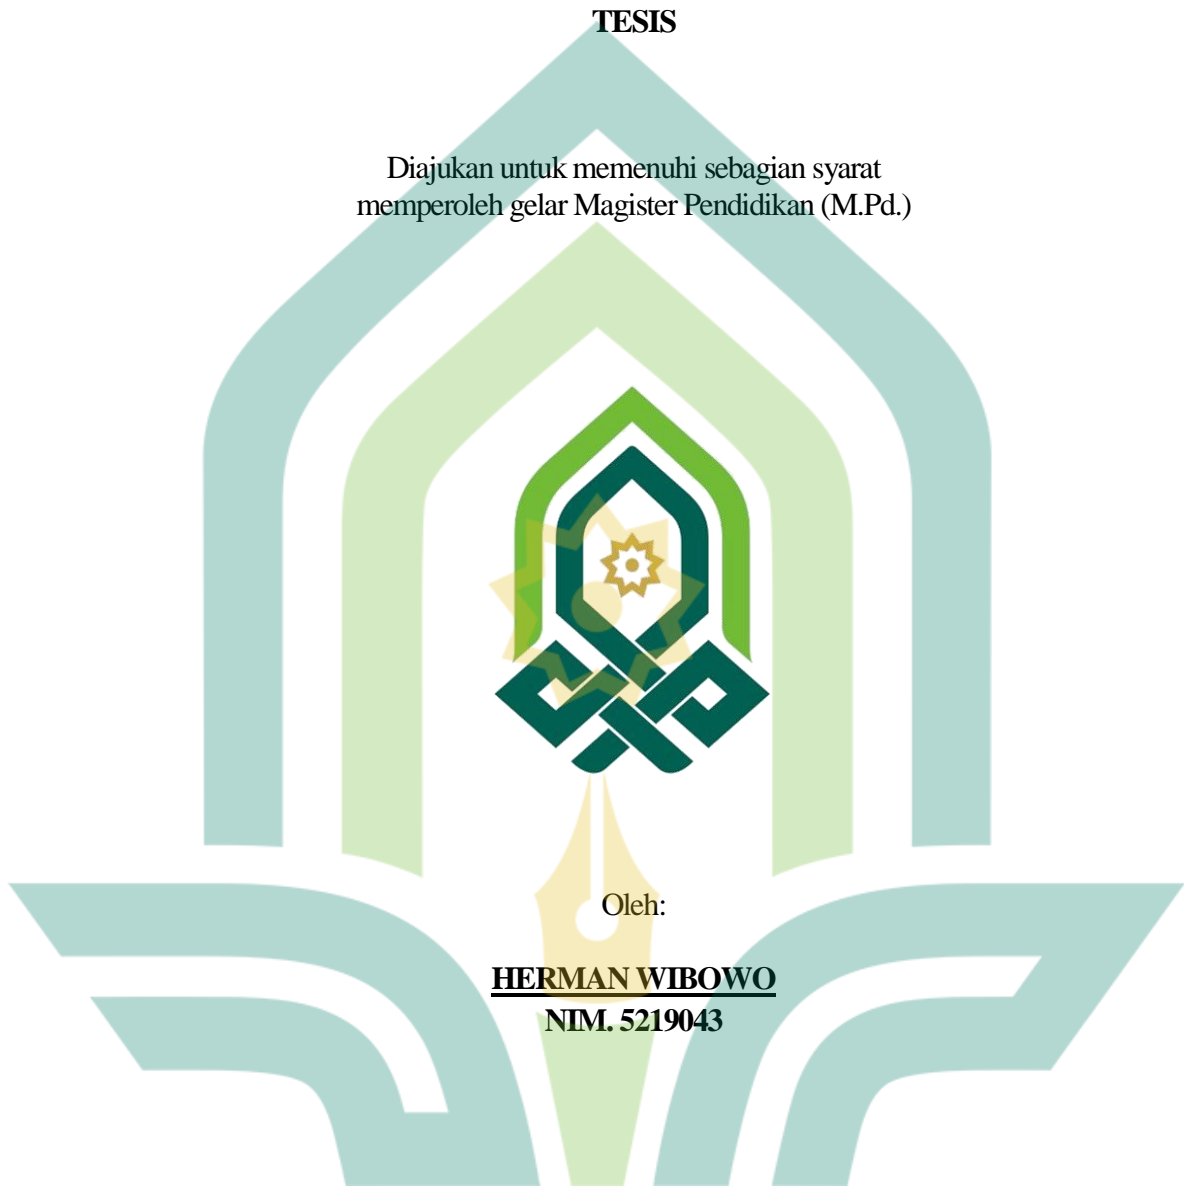 TESIS
Diajukan untuk memenuhi sebagian syarat
memperoleh gelar Magister Pendidikan (M.Pd.)
Oleh:
HERMAN WIBOWO
NIM. 5219043